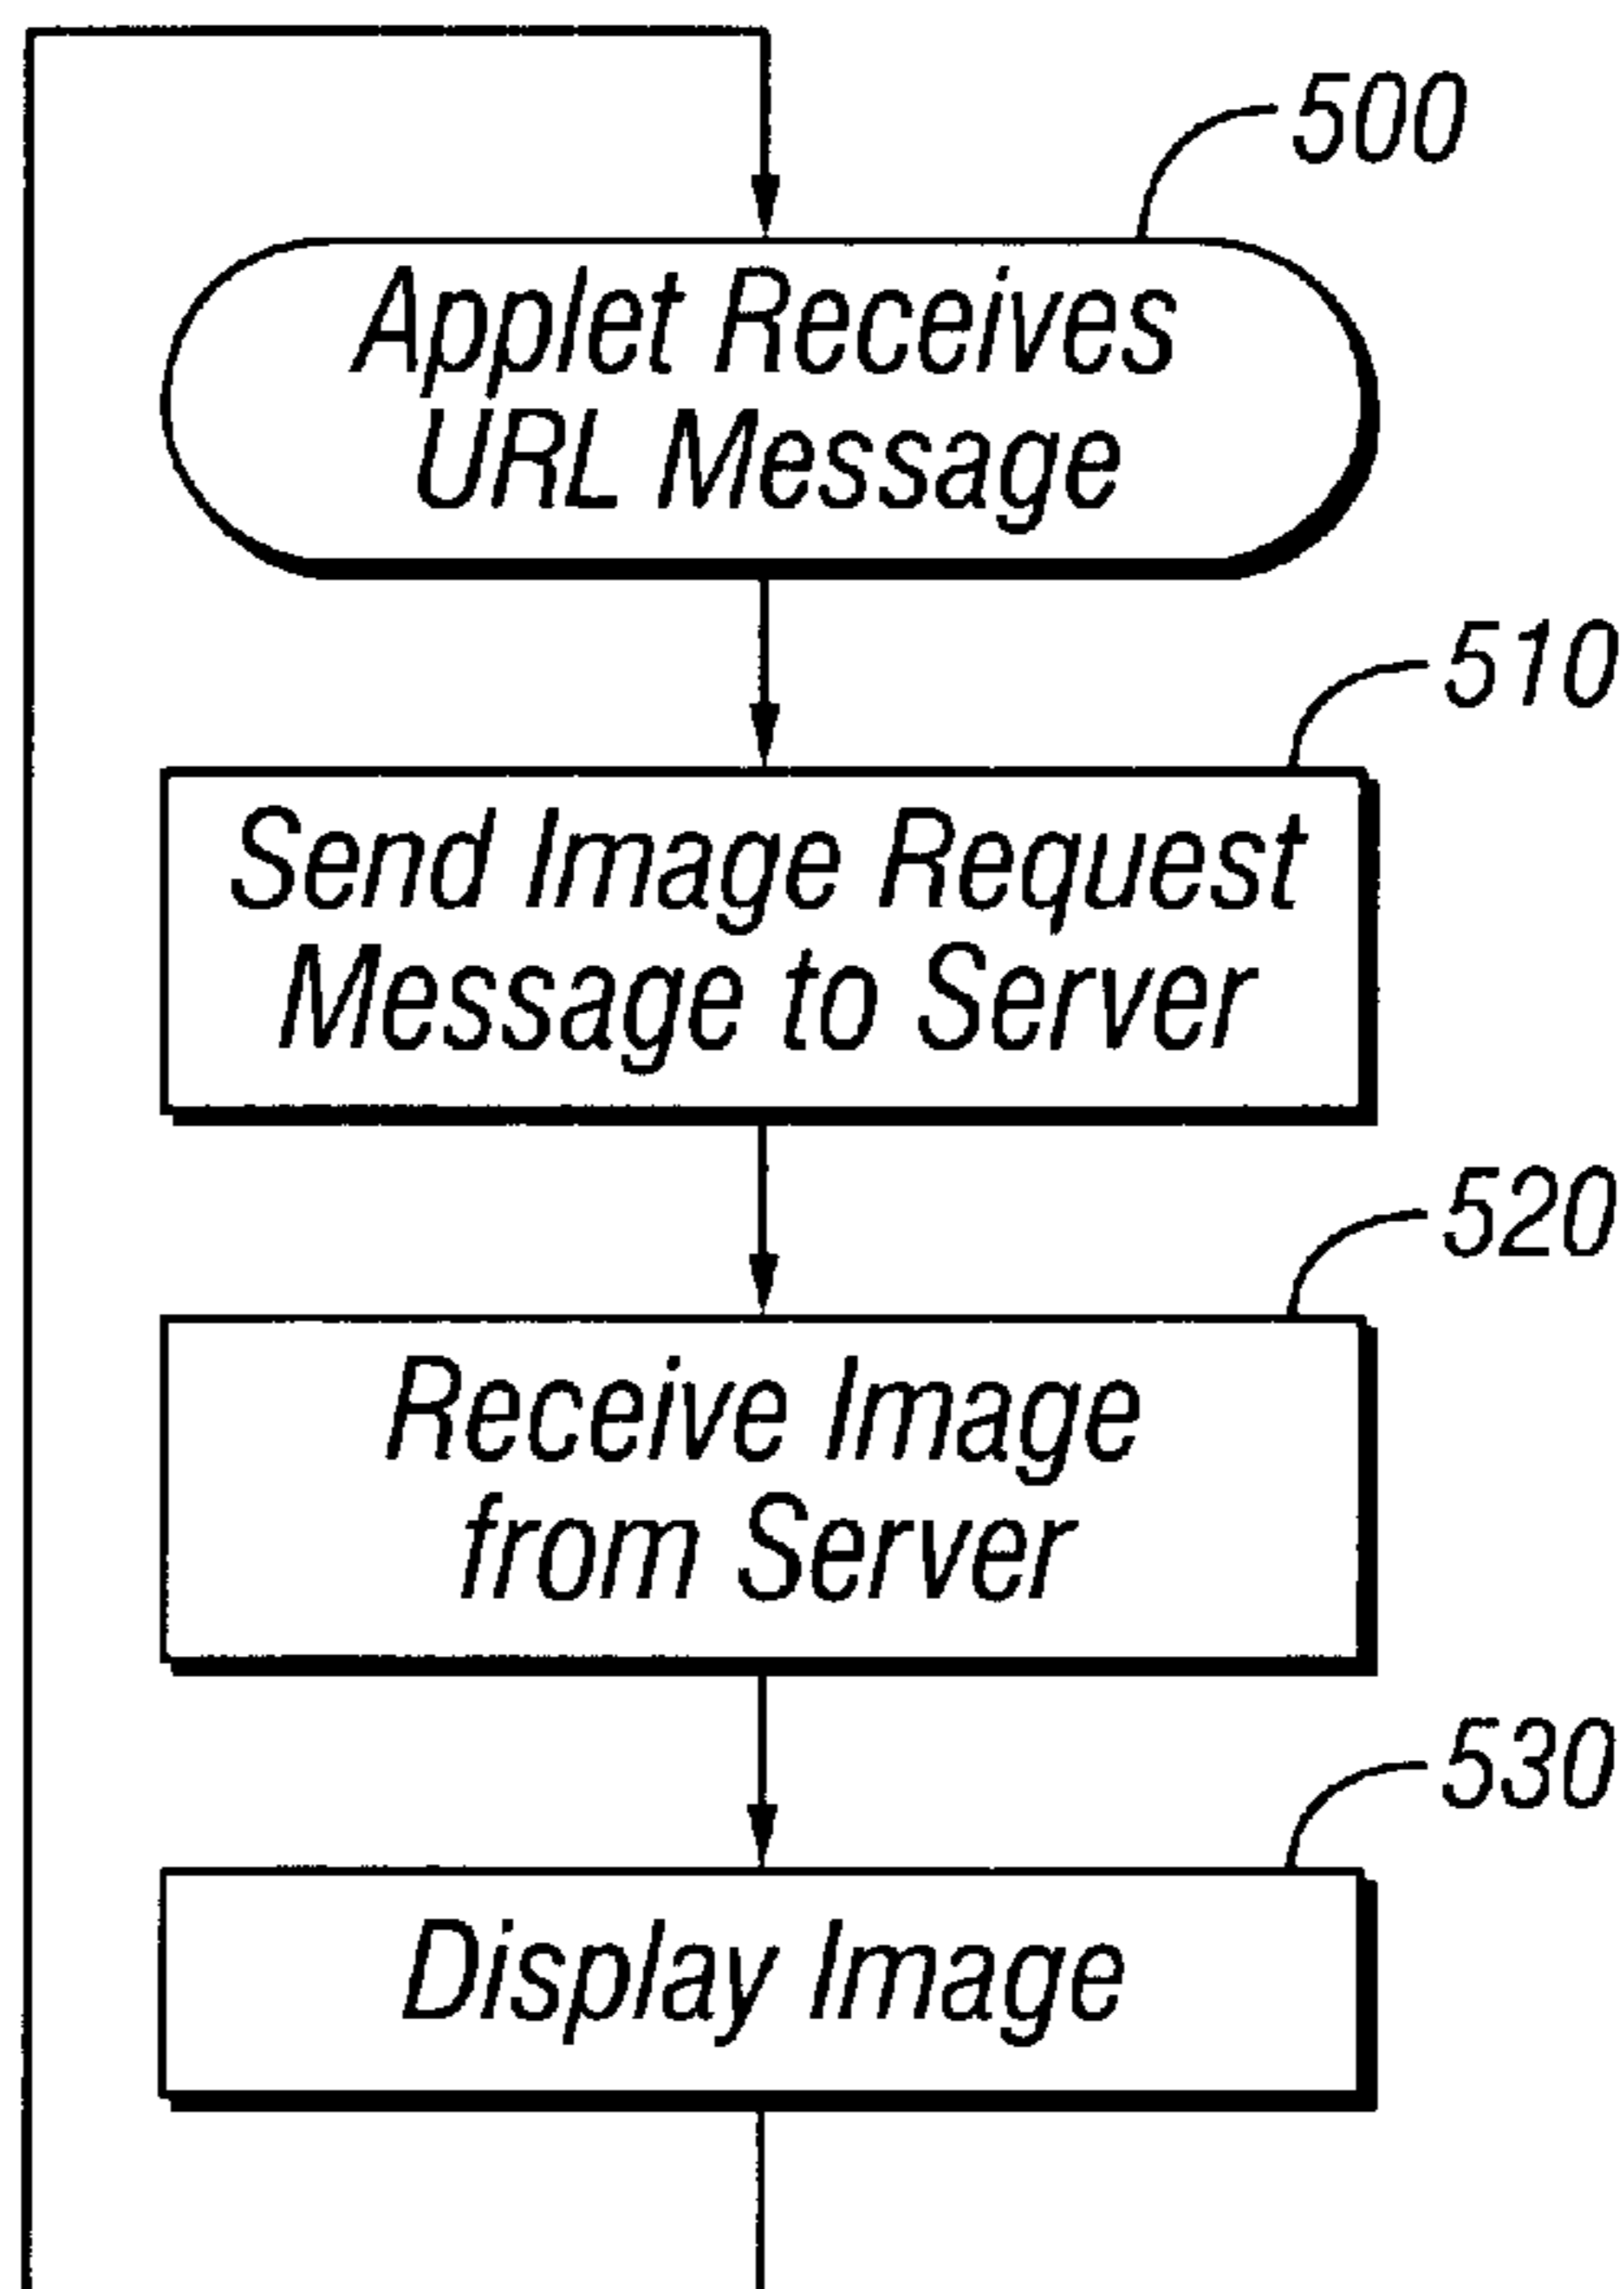 500
Applet Receives
URL Message
510
Send Image Request
Message to Server
520
Receive Image
from Server
530
Display Image